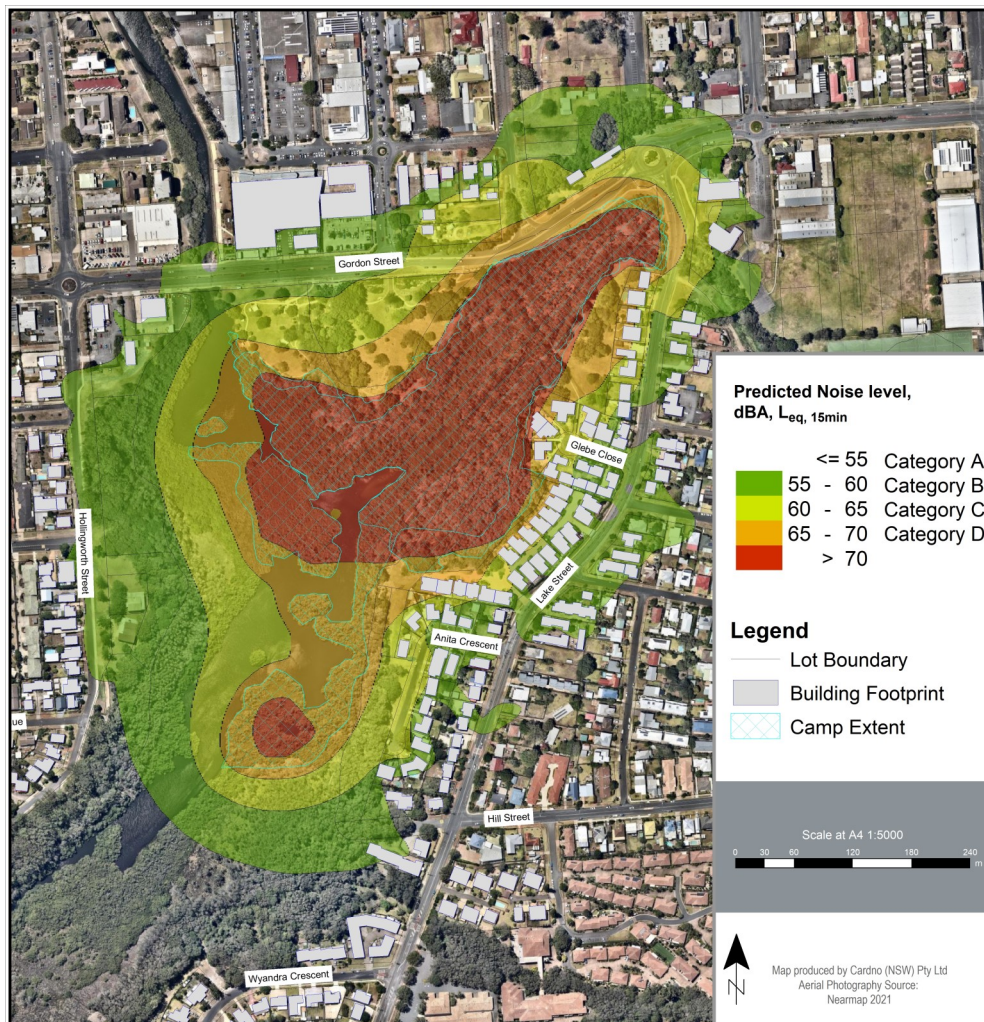 Gordon Street
Glebe Close
Hollingworth Street
Lake Street
Anita Crescent
ue
Hill Street
Wyandra Crescent
Predicted Noise level,
dBA, Leq, 15min
<= 55 Category A
55 - 60 Category B
60 - 65 Category C
65 - 70 Category D
> 70
Legend
Lot Boundary
Building Footprint
Camp Extent
Scale at A4 1:5000
0 30 60 120 180 240
m
N
Map produced by Cardno (NSW) Pty Ltd
Aerial Photography Source:
Nearmap 2021